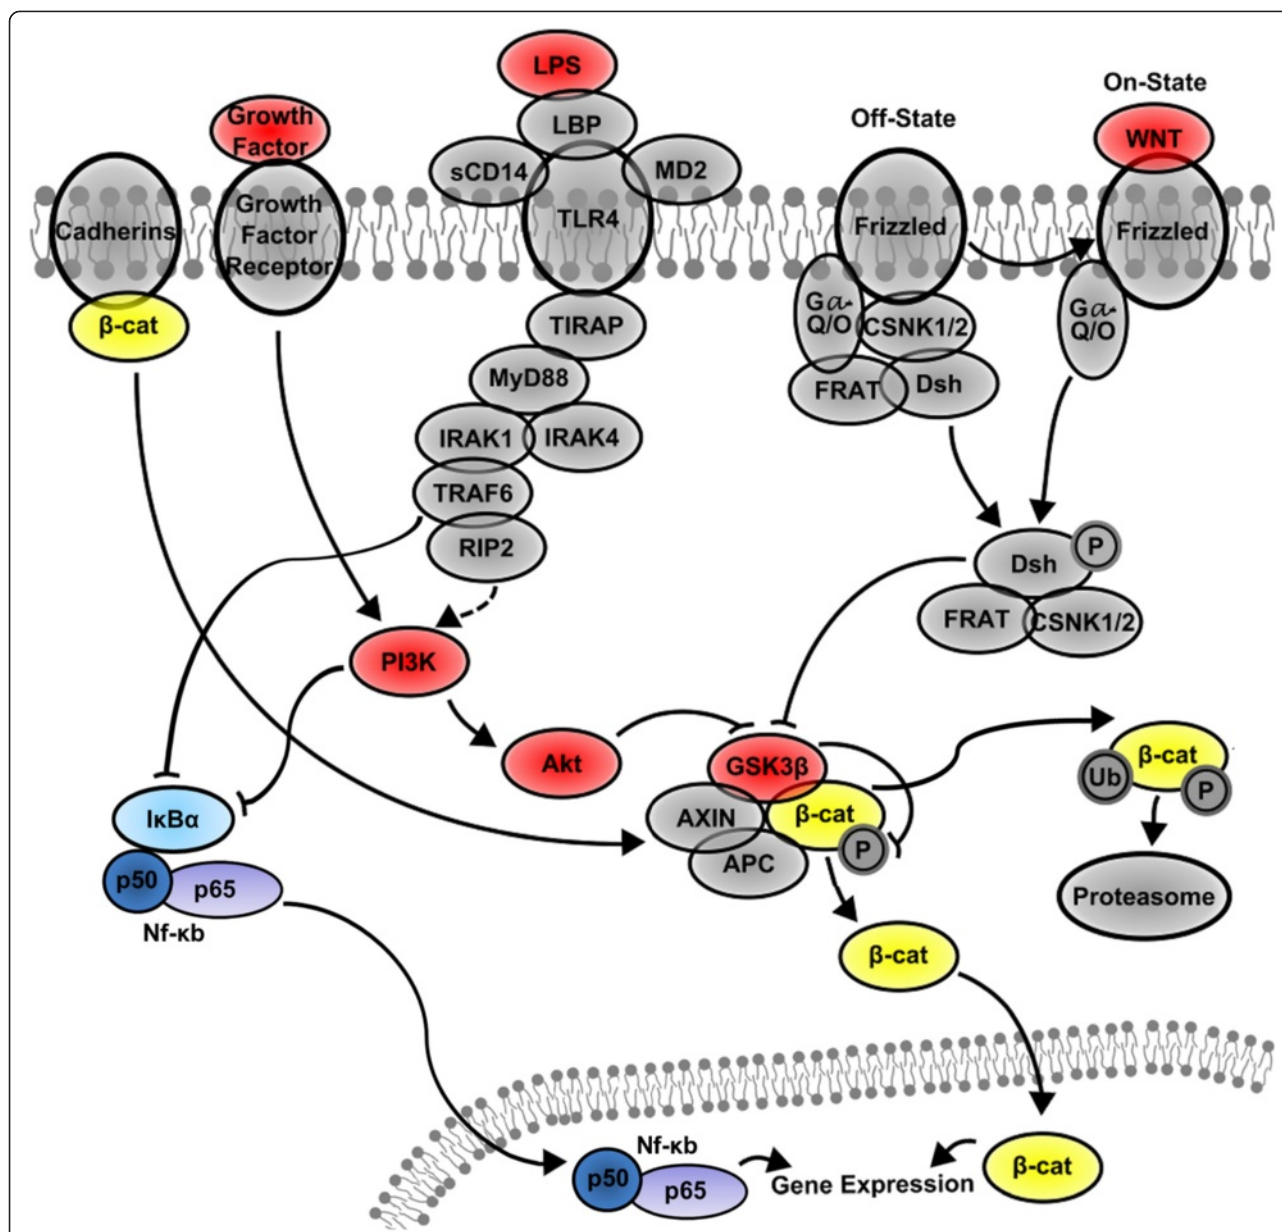 LPS
On-State
Growth
Factor
LBP
Off-State
WNT
sCD14
MD2
Cadherins
Growth
Factor
Receptor
TLR4
Frizzled
Frizzled
β-cat
TIRAP
Gα-
Q/O
CSNK1/2
Gα-
Q/O
MyD88
FRAT
Dsh
IRAK1
IRAK4
TRAF6
RIP2
Dsh
P
FRAT
CSNK1/2
PI3K
Akt
GSK3β
β-cat
Ub
P
IκBα
AXIN
β-cat
P
APC
p50
p65
Nf-κb
Proteasome
β-cat
Nf-κb
p50
p65
Gene Expression
β-cat